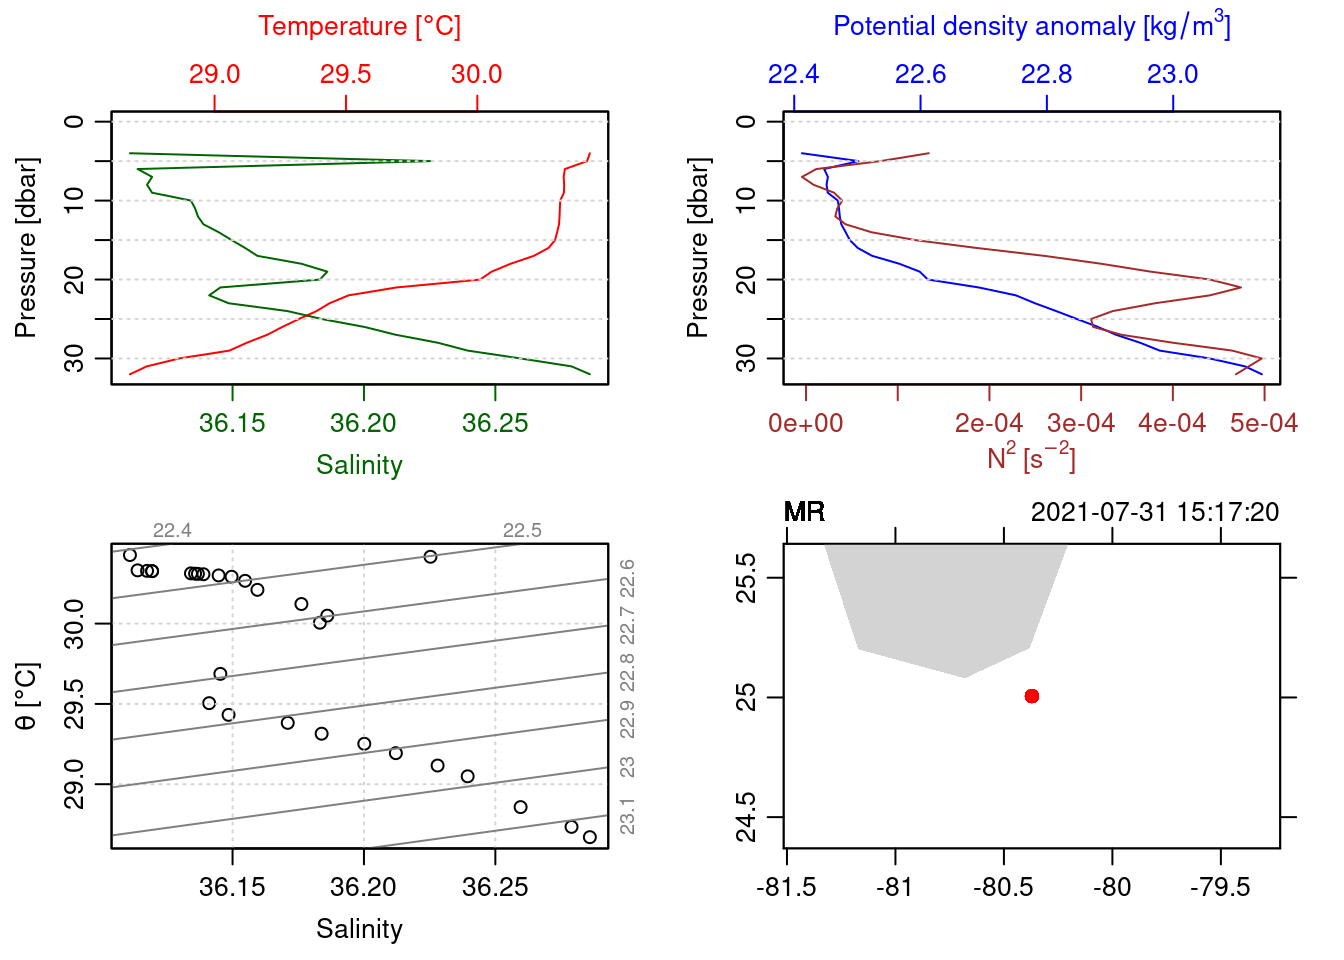 Temperature [°C]
29.0 29.5 30.0
Pressure [dbar]
0 10 20 30
36.15 36.20 36.25
Salinity
Potential density anomaly [kg/m³]
22.4 22.6 22.8 23.0
Pressure [dbar]
0 10 20 30
0e+00 2e-04 3e-04 4e-04 5e-04
N² [s⁻²]
22.4 22.5
22.6
22.7
22.8
22.9
23
23.1
θ [°C]
30.0
29.5
29.0
36.15 36.20 36.25
Salinity
MR 2021-07-31 15:17:20
25.5
25
24.5
-81.5 -81 -80.5 -80 -79.5